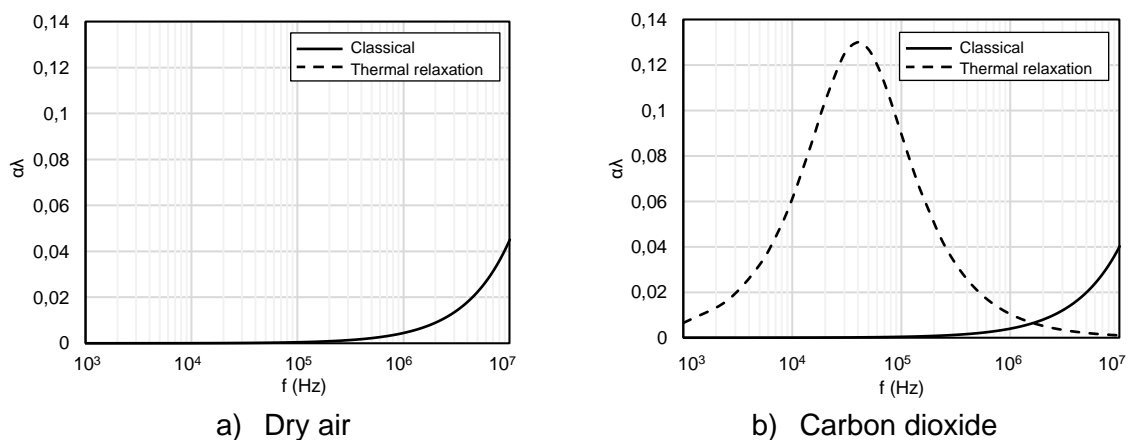 0,14
0,12
0,1
0,08
0,06
0,04
0,02
0
αλ
Classical
Thermal relaxation
10³ 10⁴ 10⁵ 10⁶ 10⁷
f (Hz)
a) Dry air
0,14
0,12
0,1
0,08
0,06
0,04
0,02
0
αλ
Classical
Thermal relaxation
10³ 10⁴ 10⁵ 10⁶ 10⁷
f (Hz)
b) Carbon dioxide